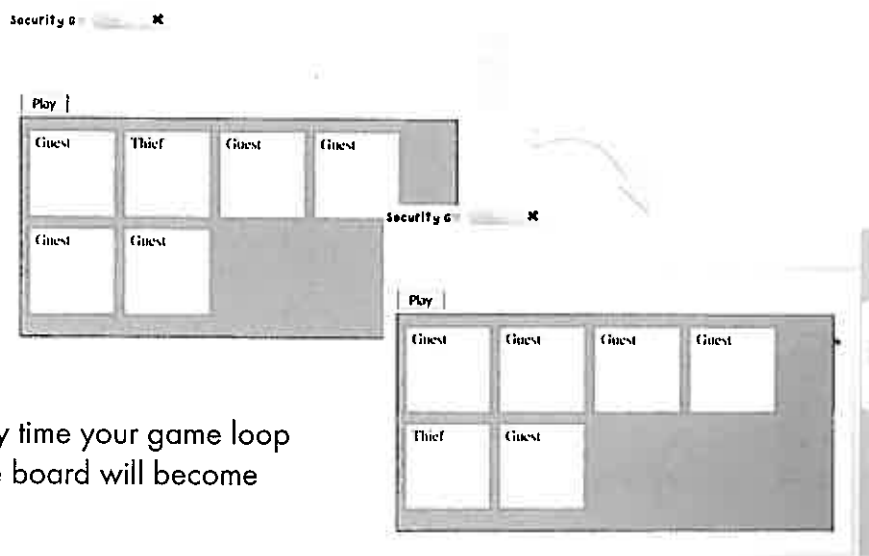 Security G
Play
Guest Thief Guest Guest
Guest Guest
Security G
Play
Guest Guest Guest Guest
Thief Guest
y time your game loop
e board will become